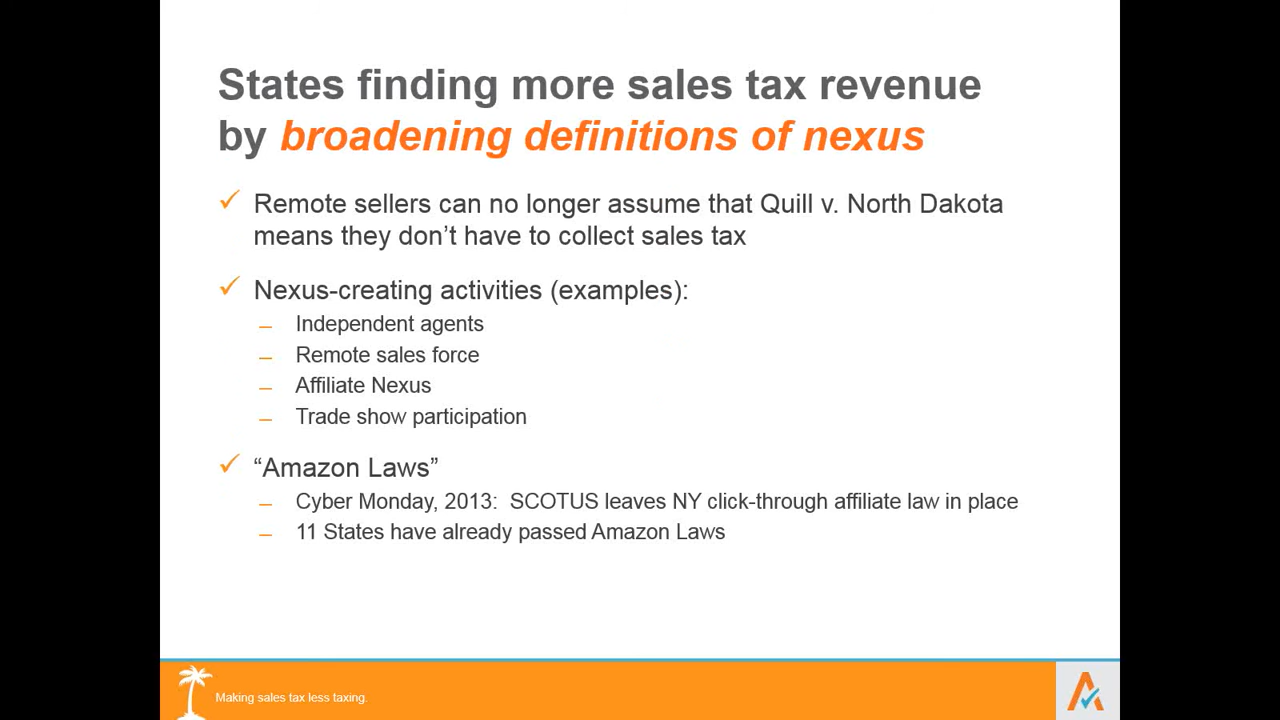 States finding more sales tax revenue
by broadening definitions of nexus
✓ Remote sellers can no longer assume that Quill v. North Dakota
means they don’t have to collect sales tax
✓ Nexus-creating activities (examples):
– Independent agents
– Remote sales force
– Affiliate Nexus
– Trade show participation
✓ “Amazon Laws”
– Cyber Monday, 2013: SCOTUS leaves NY click-through affiliate law in place
– 11 States have already passed Amazon Laws
Making sales tax less taxing.